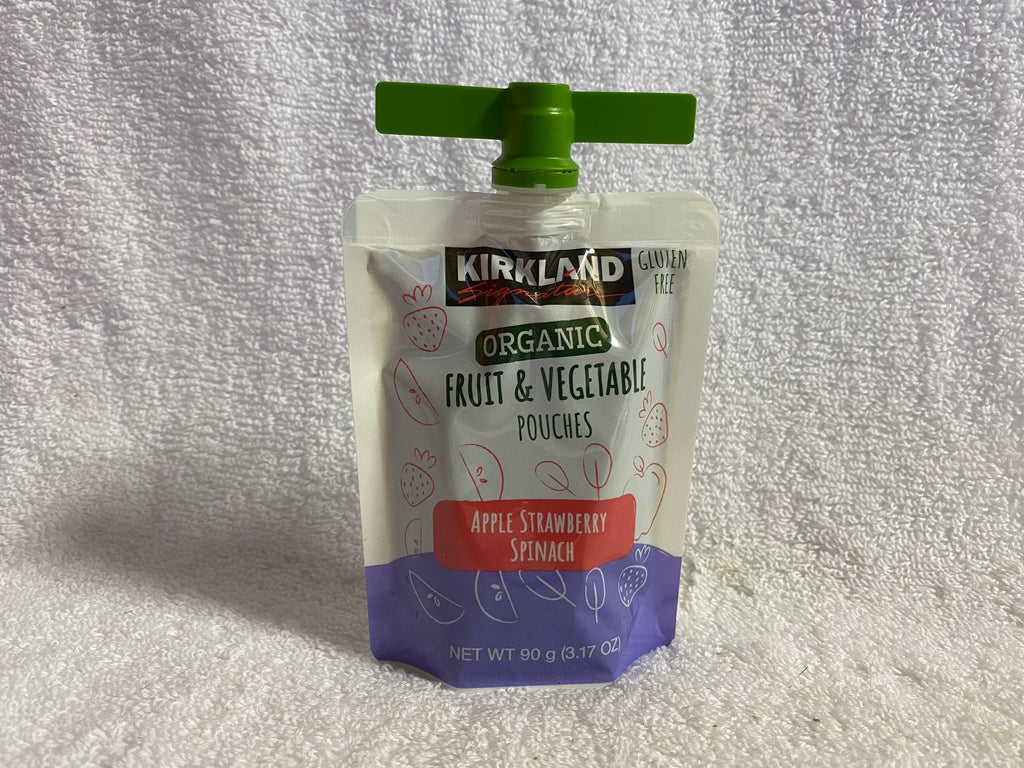 KIRKLAND
Signature
GLUTEN
FREE
ORGANIC
FRUIT & VEGETABLE
POUCHES
APPLE STRAWBERRY
SPINACH
NET WT 90 g (3.17 OZ)